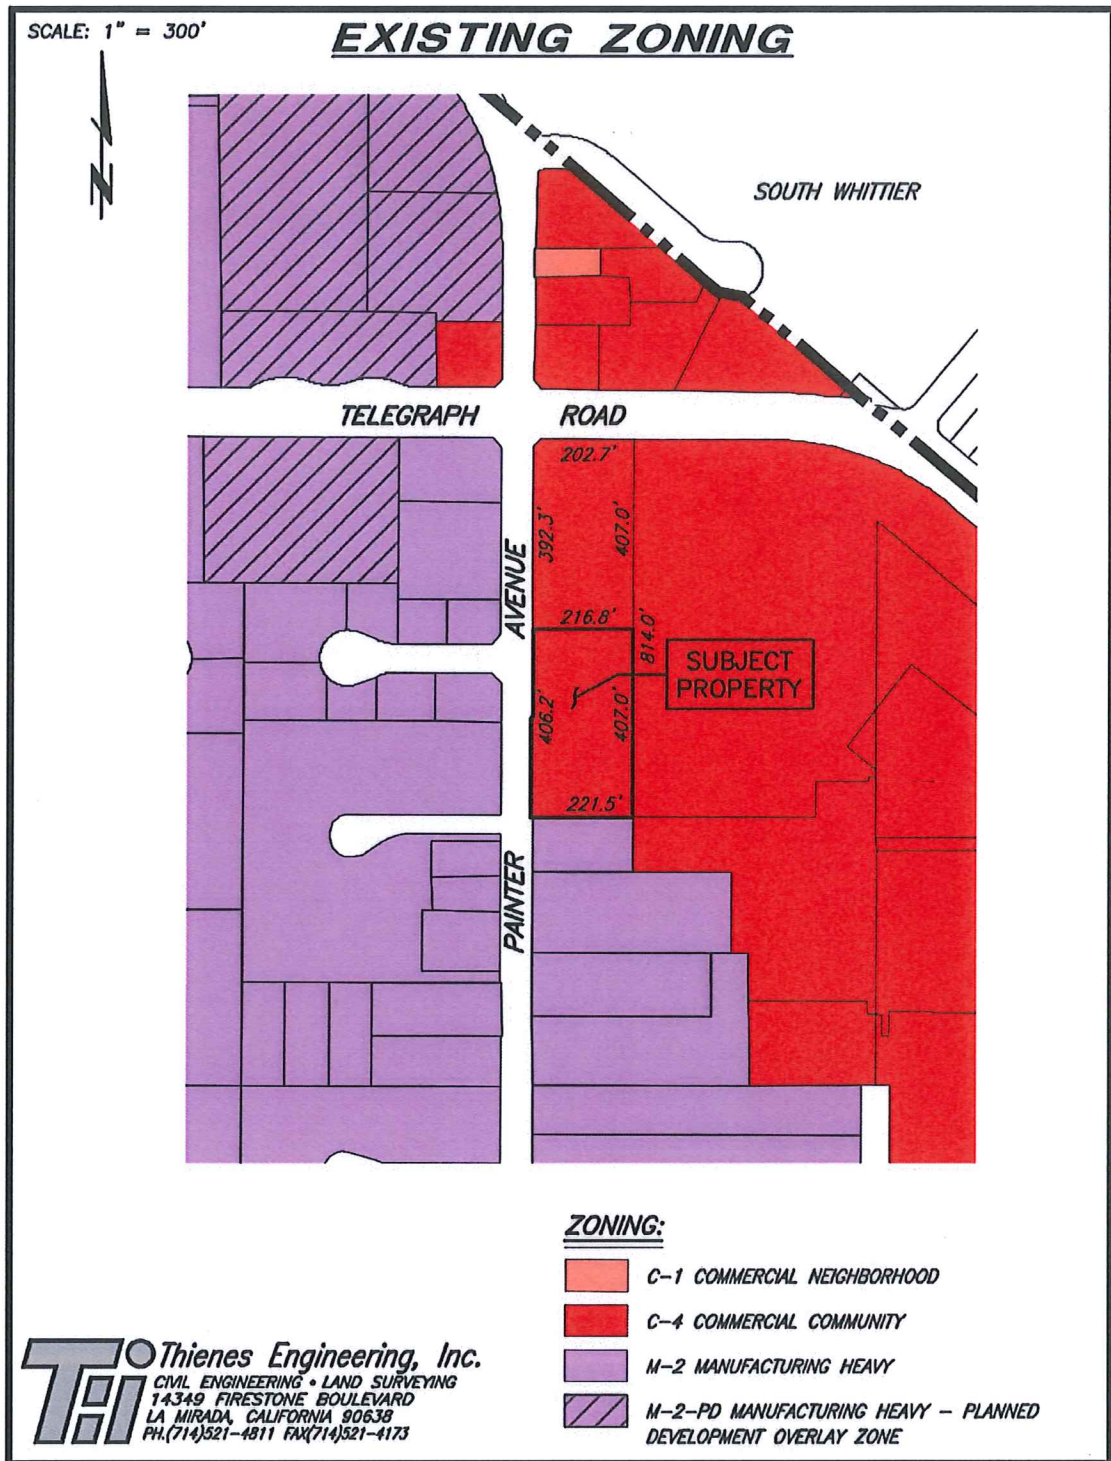 SCALE: 1" = 300'
EXISTING ZONING
N
SOUTH WHITTIER
TELEGRAPH ROAD
202.7'
392.3'
407.0'
AVENUE
216.8'
814.0'
SUBJECT
PROPERTY
406.2'
407.0'
221.5'
PAINTER
ZONING:
C-1 COMMERCIAL NEIGHBORHOOD
C-4 COMMERCIAL COMMUNITY
M-2 MANUFACTURING HEAVY
M-2-PD MANUFACTURING HEAVY - PLANNED
DEVELOPMENT OVERLAY ZONE
THi
Thienes Engineering, Inc.
CIVIL ENGINEERING • LAND SURVEYING
14349 FIRESTONE BOULEVARD
LA MIRADA, CALIFORNIA 90638
PH.(714)521-4811 FAX(714)521-4173